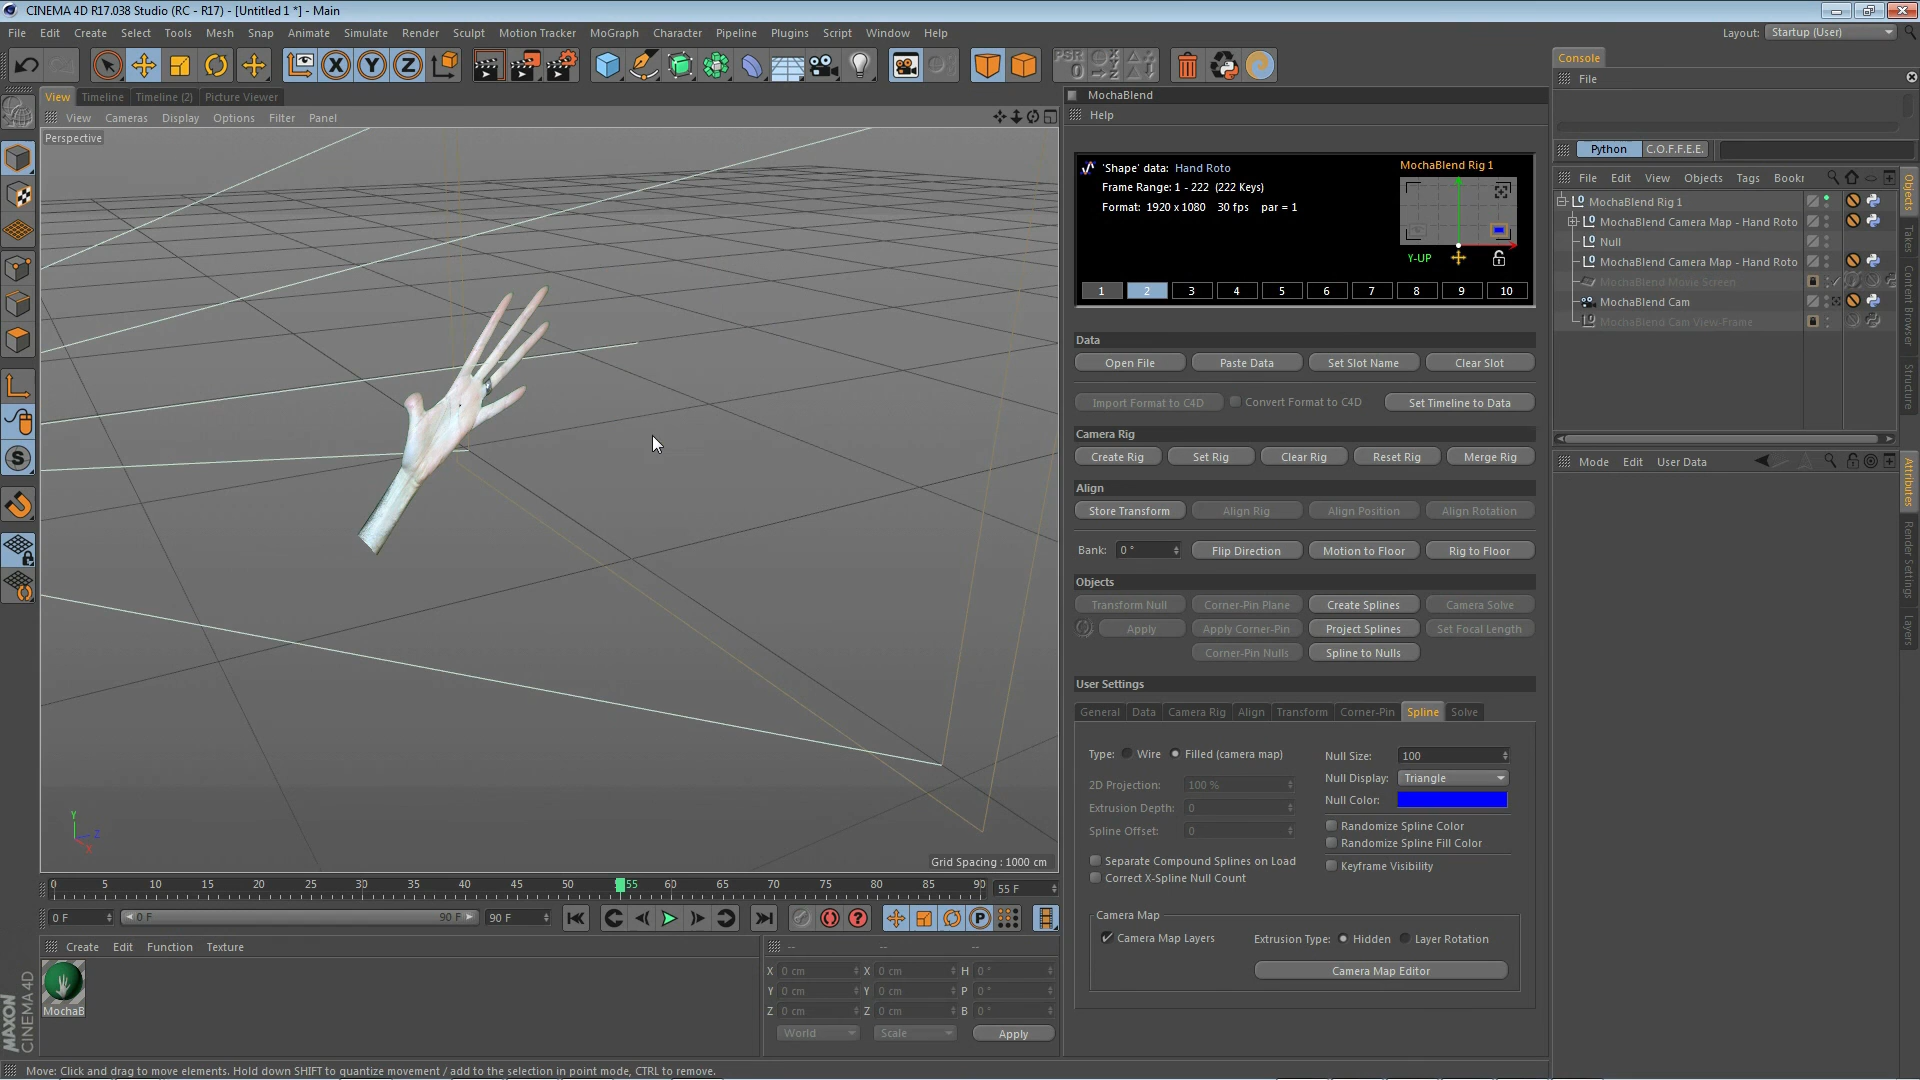 CINEMA 4D R17.038 Studio (RC - R17) - [Untitled 1 *] - Main
File Edit Create Select Tools Mesh Snap Animate Simulate Render Sculpt Motion Tracker MoGraph Character Pipeline Plugins Script Window Help
Layout: Startup (User)
X Y Z
PSR
0
Console
File
Python C.O.F.F.E.E.
View Timeline Timeline (2) Picture Viewer
View Cameras Display Options Filter Panel
Perspective
Grid Spacing : 1000 cm
Y
Z
X
MochaBlend
Help
'Shape' data: Hand Roto
Frame Range: 1 - 222 (222 Keys)
Format: 1920 x 1080 30 fps par = 1
MochaBlend Rig 1
Y-UP
1 2 3 4 5 6 7 8 9 10
Data
Open File Paste Data Set Slot Name Clear Slot
Import Format to C4D Convert Format to C4D Set Timeline to Data
Camera Rig
Create Rig Set Rig Clear Rig Reset Rig Merge Rig
Align
Store Transform Align Rig Align Position Align Rotation
Bank: 0 ° Flip Direction Motion to Floor Rig to Floor
Objects
Transform Null Corner-Pin Plane Create Splines Camera Solve
Apply Apply Corner-Pin Project Splines Set Focal Length
Corner-Pin Nulls Spline to Nulls
User Settings
General Data Camera Rig Align Transform Corner-Pin Spline Solve
Type: Wire Filled (camera map)
2D Projection: 100 %
Extrusion Depth: 0
Spline Offset: 0
Separate Compound Splines on Load
Correct X-Spline Null Count
Null Size: 100
Null Display: Triangle
Null Color:
Randomize Spline Color
Randomize Spline Fill Color
Keyframe Visibility
Camera Map
Camera Map Layers Extrusion Type: Hidden Layer Rotation
Camera Map Editor
File Edit View Objects Tags Bookr
MochaBlend Rig 1
MochaBlend Camera Map - Hand Roto
Null
MochaBlend Camera Map - Hand Roto
MochaBlend Movie Screen
MochaBlend Cam
MochaBlend Cam View-Frame
Objects
Takes
Content Browser
Structure
Mode Edit User Data
Attributes
Render Settings
Layers
0 5 10 15 20 25 30 35 40 45 50 55 60 65 70 75 80 85 90 55 F
0 F 0 F 90 F 90 F
Create Edit Function Texture
MochaB
-- -- --
X 0 cm X 0 cm H 0 °
Y 0 cm Y 0 cm P 0 °
Z 0 cm Z 0 cm B 0 °
World Scale Apply
MAXON
CINEMA 4D
Move: Click and drag to move elements. Hold down SHIFT to quantize movement / add to the selection in point mode, CTRL to remove.